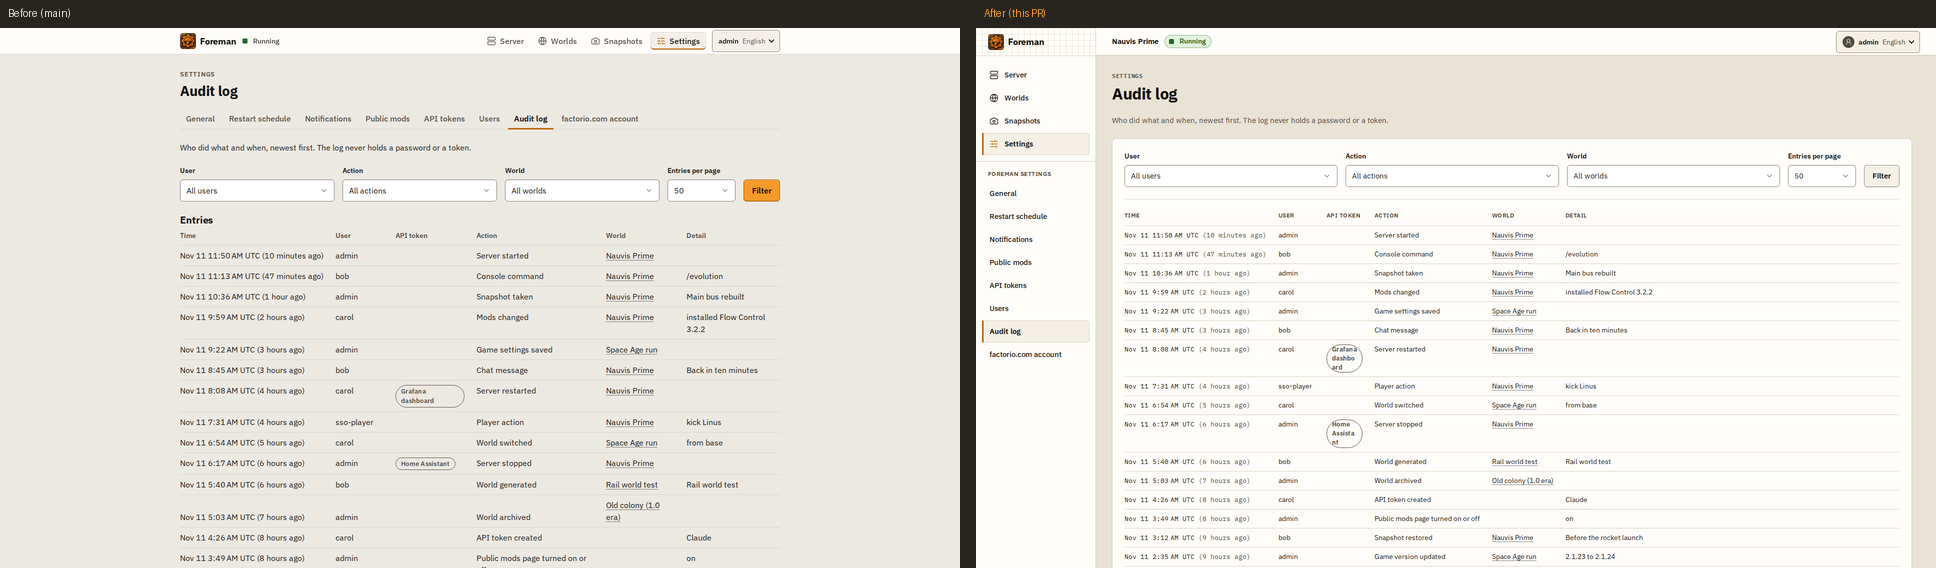 Before (main)
Foreman Running Server Worlds Snapshots Settings admin English
SETTINGS
Audit log
General Restart schedule Notifications Public mods API tokens Users Audit log factorio.com account
Who did what and when, newest first. The log never holds a password or a token.
User Action World Entries per page
All users All actions All worlds 50 Filter
Entries
Time User API token Action World Detail
Nov 11 11:50 AM UTC (10 minutes ago) admin Server started Nauvis Prime
Nov 11 11:13 AM UTC (47 minutes ago) bob Console command Nauvis Prime /evolution
Nov 11 10:36 AM UTC (1 hour ago) admin Snapshot taken Nauvis Prime Main bus rebuilt
Nov 11 9:59 AM UTC (2 hours ago) carol Mods changed Nauvis Prime installed Flow Control
3.2.2
Nov 11 9:22 AM UTC (3 hours ago) admin Game settings saved Space Age run
Nov 11 8:45 AM UTC (3 hours ago) bob Chat message Nauvis Prime Back in ten minutes
Nov 11 8:08 AM UTC (4 hours ago) carol Grafana Server restarted Nauvis Prime
dashboard
Nov 11 7:31 AM UTC (4 hours ago) sso-player Player action Nauvis Prime kick Linus
Nov 11 6:54 AM UTC (5 hours ago) carol World switched Space Age run from base
Nov 11 6:17 AM UTC (6 hours ago) admin Home Assistant Server stopped Nauvis Prime
Nov 11 5:40 AM UTC (6 hours ago) bob World generated Rail world test Rail world test
Old colony (1.0
Nov 11 5:03 AM UTC (7 hours ago) admin World archived era)
Nov 11 4:26 AM UTC (8 hours ago) carol API token created Claude
Nov 11 3:49 AM UTC (8 hours ago) admin Public mods page turned on or on
After (this PR)
Foreman
Server
Worlds
Snapshots
Settings
FOREMAN SETTINGS
General
Restart schedule
Notifications
Public mods
API tokens
Users
Audit log
factorio.com account
Nauvis Prime Running admin English
SETTINGS
Audit log
Who did what and when, newest first. The log never holds a password or a token.
User Action World Entries per page
All users All actions All worlds 50 Filter
TIME USER API TOKEN ACTION WORLD DETAIL
Nov 11 11:50 AM UTC (10 minutes ago) admin Server started Nauvis Prime
Nov 11 11:13 AM UTC (47 minutes ago) bob Console command Nauvis Prime /evolution
Nov 11 10:36 AM UTC (1 hour ago) admin Snapshot taken Nauvis Prime Main bus rebuilt
Nov 11 9:59 AM UTC (2 hours ago) carol Mods changed Nauvis Prime installed Flow Control 3.2.2
Nov 11 9:22 AM UTC (3 hours ago) admin Game settings saved Space Age run
Nov 11 8:45 AM UTC (3 hours ago) bob Chat message Nauvis Prime Back in ten minutes
Nov 11 8:08 AM UTC (4 hours ago) carol Grafana Server restarted Nauvis Prime
dashbo
ard
Nov 11 7:31 AM UTC (4 hours ago) sso-player Player action Nauvis Prime kick Linus
Nov 11 6:54 AM UTC (5 hours ago) carol World switched Space Age run from base
Nov 11 6:17 AM UTC (6 hours ago) admin Home Server stopped Nauvis Prime
Assista
nt
Nov 11 5:40 AM UTC (6 hours ago) bob World generated Rail world test Rail world test
Nov 11 5:03 AM UTC (7 hours ago) admin World archived Old colony (1.0 era)
Nov 11 4:26 AM UTC (8 hours ago) carol API token created Claude
Nov 11 3:49 AM UTC (8 hours ago) admin Public mods page turned on or off on
Nov 11 3:12 AM UTC (9 hours ago) bob Snapshot restored Nauvis Prime Before the rocket launch
Nov 11 2:35 AM UTC (9 hours ago) admin Game version updated Space Age run 2.1.23 to 2.1.24